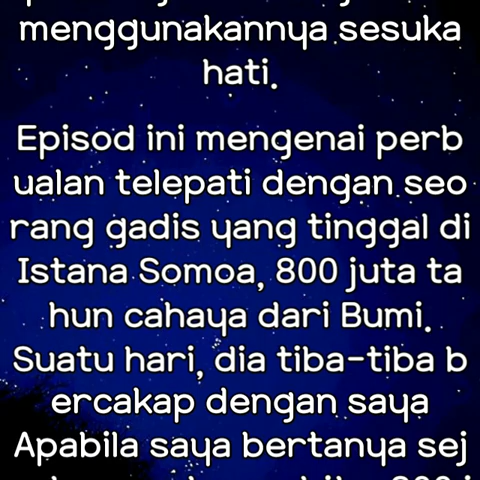 menggunakannya sesuka
hati.
Episod ini mengenai perb
ualan telepati dengan seo
rang gadis yang tinggal di
Istana Somoa, 800 juta ta
hun cahaya dari Bumi.
Suatu hari, dia tiba-tiba b
ercakap dengan saya
Apabila saya bertanya sej